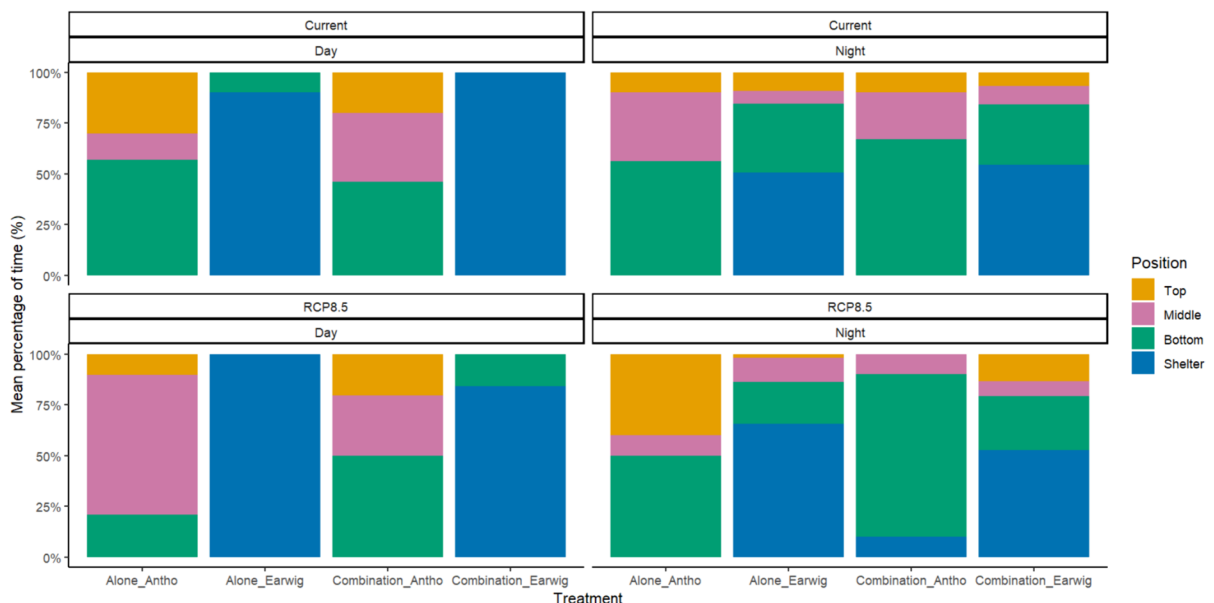 Current
Current
Day
Night
100%
75%
50%
25%
0%
RCP8.5
RCP8.5
Day
Night
100%
75%
50%
25%
0%
Mean percentage of time (%)
Alone_Antho
Alone_Earwig
Combination_Antho
Combination_Earwig
Alone_Antho
Alone_Earwig
Combination_Antho
Combination_Earwig
Treatment
Position
Top
Middle
Bottom
Shelter